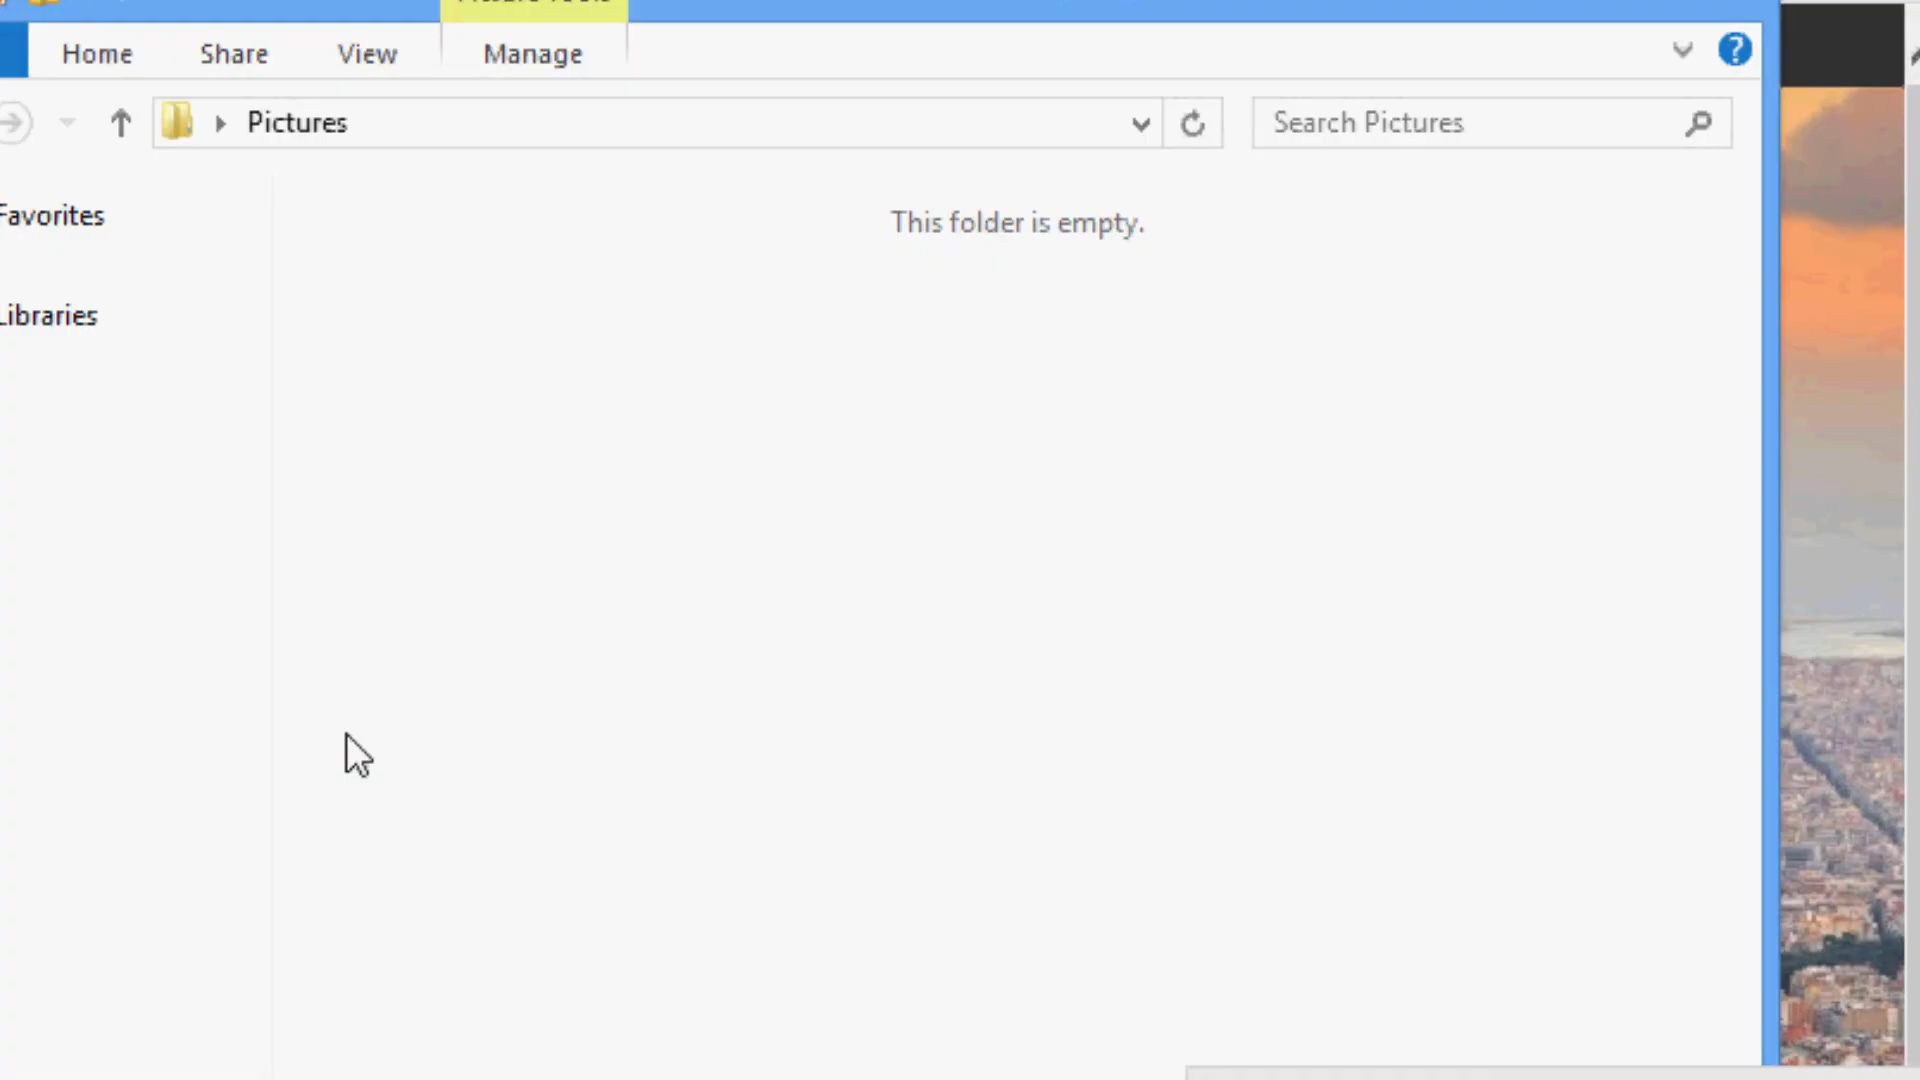 Home Share View Manage
Pictures
Search Pictures
Favorites
This folder is empty.
Libraries